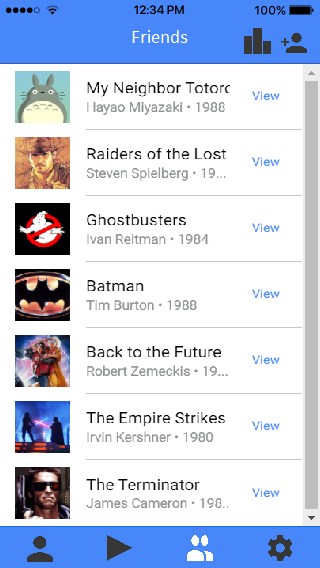 12:34 PM
100%
Friends
My Neighbor Totoro
Hayao Miyazaki • 1988
View
Raiders of the Lost
Steven Spielberg • 19...
View
Ghostbusters
Ivan Reitman • 1984
View
Batman
Tim Burton • 1988
View
Back to the Future
Robert Zemeckis • 19...
View
The Empire Strikes
Irvin Kershner • 1980
View
The Terminator
James Cameron • 198..
View